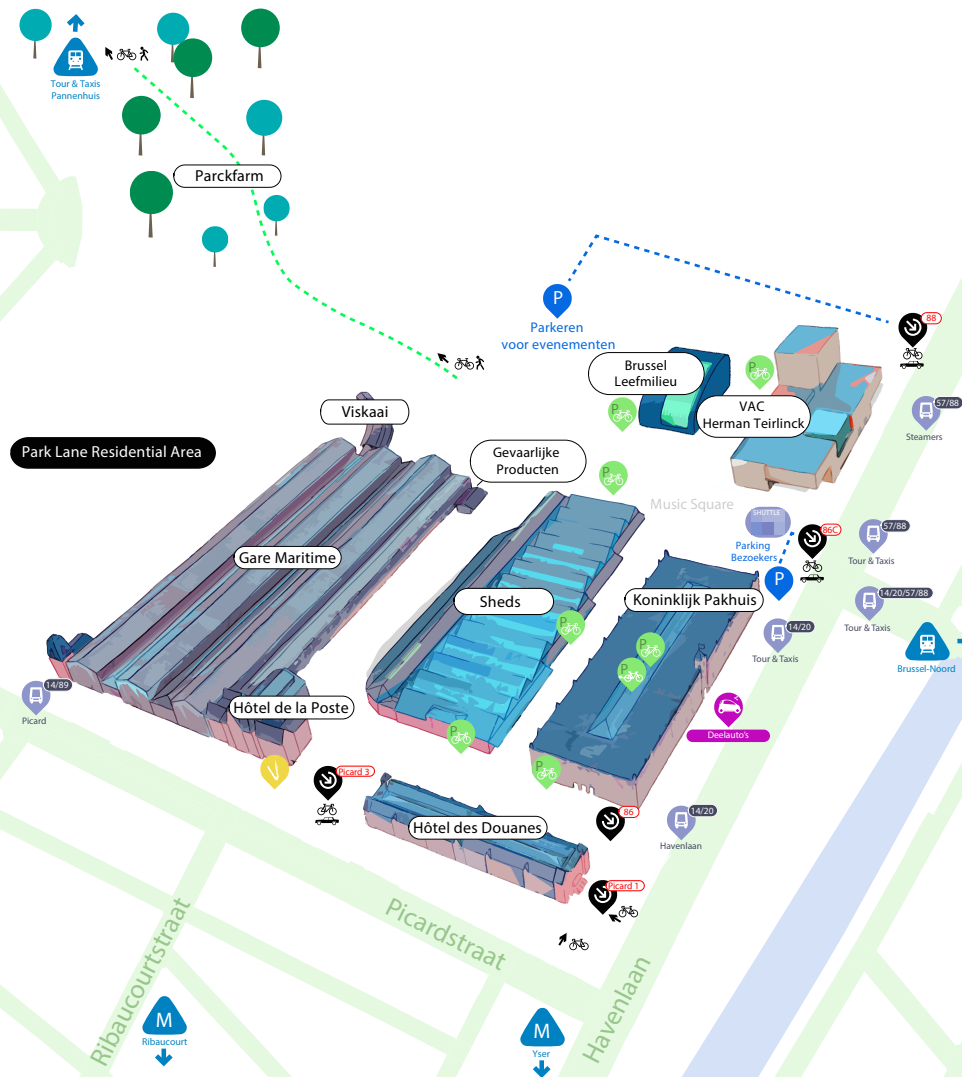 Tour & Taxis
Pannenhuis
Parckfarm
P
Parkeren
voor evenementen
88
Brussel
Leefmilieu
P
P
VAC
Herman Teirlinck
57/88
Steamers
Viskaai
Park Lane Residential Area
Gevaarlijke
Producten
P
Music Square
SHUTTLE
Parking
Bezoekers
86C
57/88
Tour & Taxis
Gare Maritime
Sheds
Koninklijk Pakhuis
P
14/20/57/88
Tour & Taxis
P
P
P
14/20
Tour & Taxis
Brussel-Noord
14/89
Picard
Hôtel de la Poste
Deelauto's
P
P
Picard 3
86
14/20
Havenlaan
Hôtel des Douanes
Picard 1
Picardstraat
Ribaucourtstraat
Havenlaan
M
Ribaucourt
M
Yser